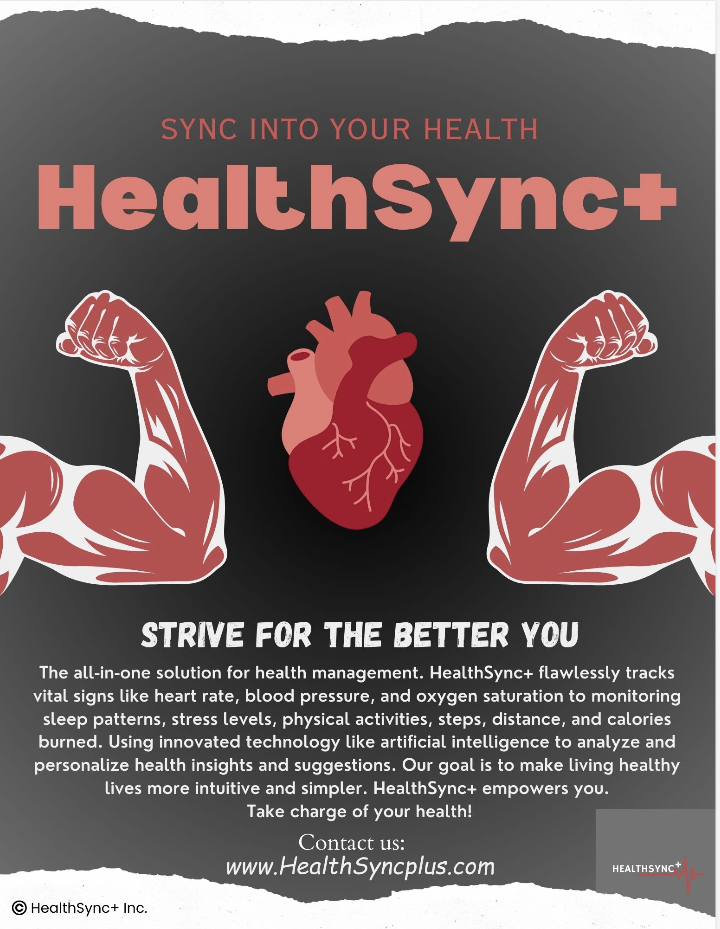 SYNC INTO YOUR HEALTH
HealthSync+
STRIVE FOR THE BETTER YOU
The all-in-one solution for health management. HealthSync+ flawlessly tracks
vital signs like heart rate, blood pressure, and oxygen saturation to monitoring
sleep patterns, stress levels, physical activities, steps, distance, and calories
burned. Using innovated technology like artificial intelligence to analyze and
personalize health insights and suggestions. Our goal is to make living healthy
lives more intuitive and simpler. HealthSync+ empowers you.
Take charge of your health!
Contact us:
www.HealthSyncplus.com
HEALTHSYNC+
© HealthSync+ Inc.